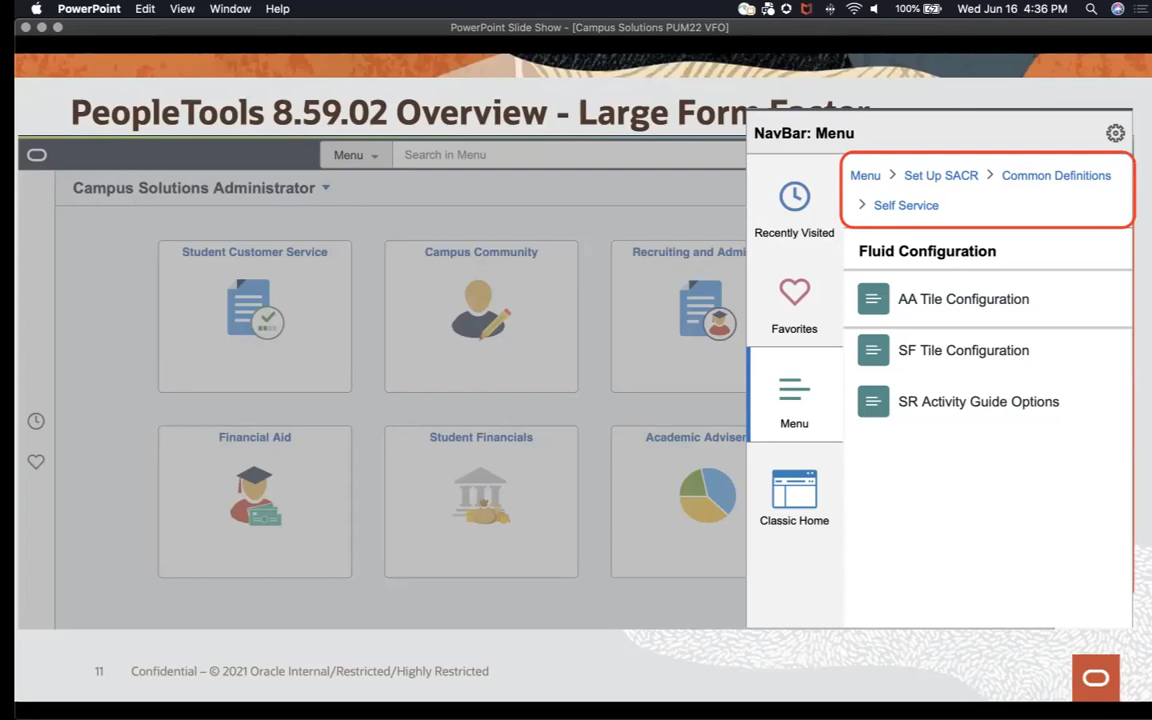 PowerPoint Edit View Window Help 100% Wed Jun 16 4:36 PM
PowerPoint Slide Show - [Campus Solutions PUM22 VFO]
PeopleTools 8.59.02 Overview - Large Form Factor
NavBar: Menu
Menu Search in Menu
Campus Solutions Administrator
Student Customer Service
Campus Community
Recruiting and Admi
Financial Aid
Student Financials
Academic Adviser
Menu > Set Up SACR > Common Definitions
> Self Service
Recently Visited
Favorites
Menu
Classic Home
Fluid Configuration
AA Tile Configuration
SF Tile Configuration
SR Activity Guide Options
11 Confidential – © 2021 Oracle Internal/Restricted/Highly Restricted